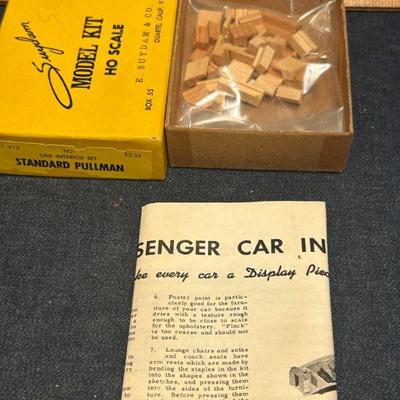 Suydam
MODEL KIT
HO SCALE
E. SUYDAM & CO.
BOX 55 DUARTE, CALIF.
HO
CAR INTERIOR SET
STANDARD PULLMAN
SENGER CAR IN
ke every car a Display Piec
6. Poster paint is partic-
ularly good for the furni-
ture of your car because it
dries with a texture rough
enough to be close to scale
for the upholstery. "Flock"
is too coarse and should not
be used.
7. Lounge chairs and sofas
and coach seats have
arm rests which are made by
bending the staples in the kit
into the shapes shown in the
sketches, and pressing them
into the sides of the furni-
ture. Before pressing them